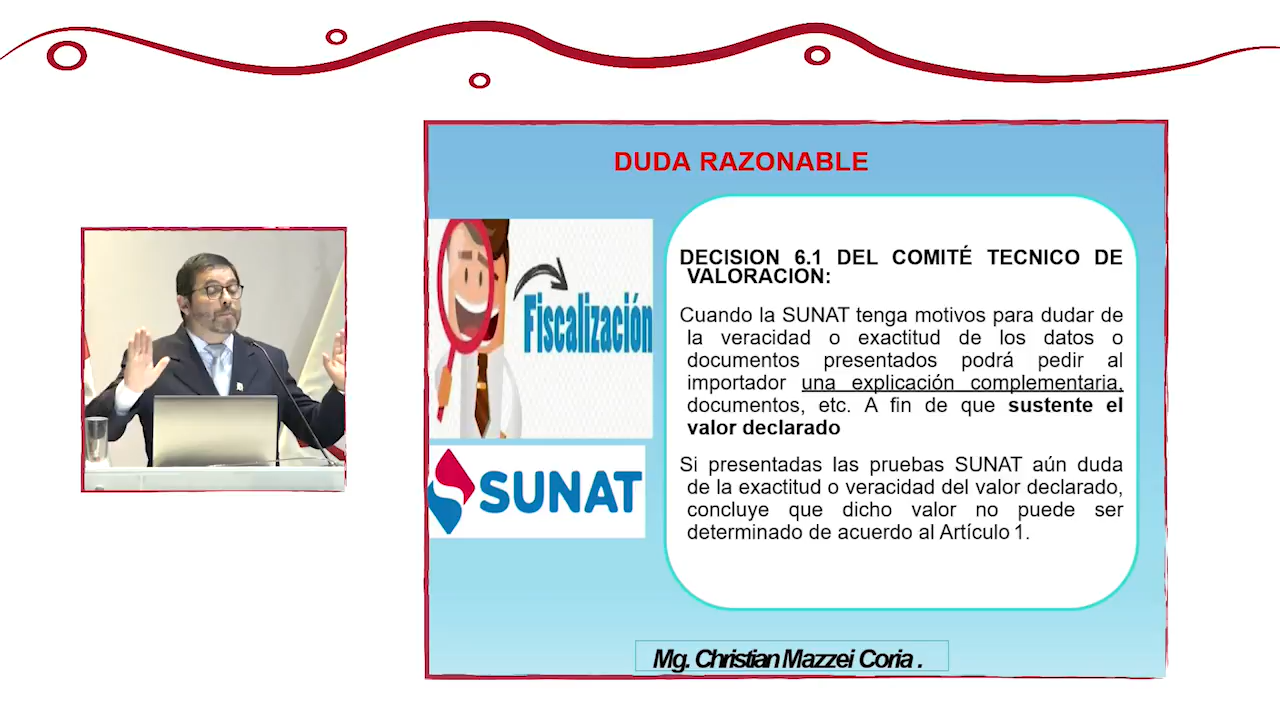 DUDA RAZONABLE
Fiscalización
SUNAT
DECISION 6.1 DEL COMITÉ TECNICO DE
VALORACION:
Cuando la SUNAT tenga motivos para dudar de
la veracidad o exactitud de los datos o
documentos presentados podrá pedir al
importador una explicación complementaria,
documentos, etc. A fin de que sustente el
valor declarado
Si presentadas las pruebas SUNAT aún duda
de la exactitud o veracidad del valor declarado,
concluye que dicho valor no puede ser
determinado de acuerdo al Artículo 1.
Mg. Christian Mazzei Coria .